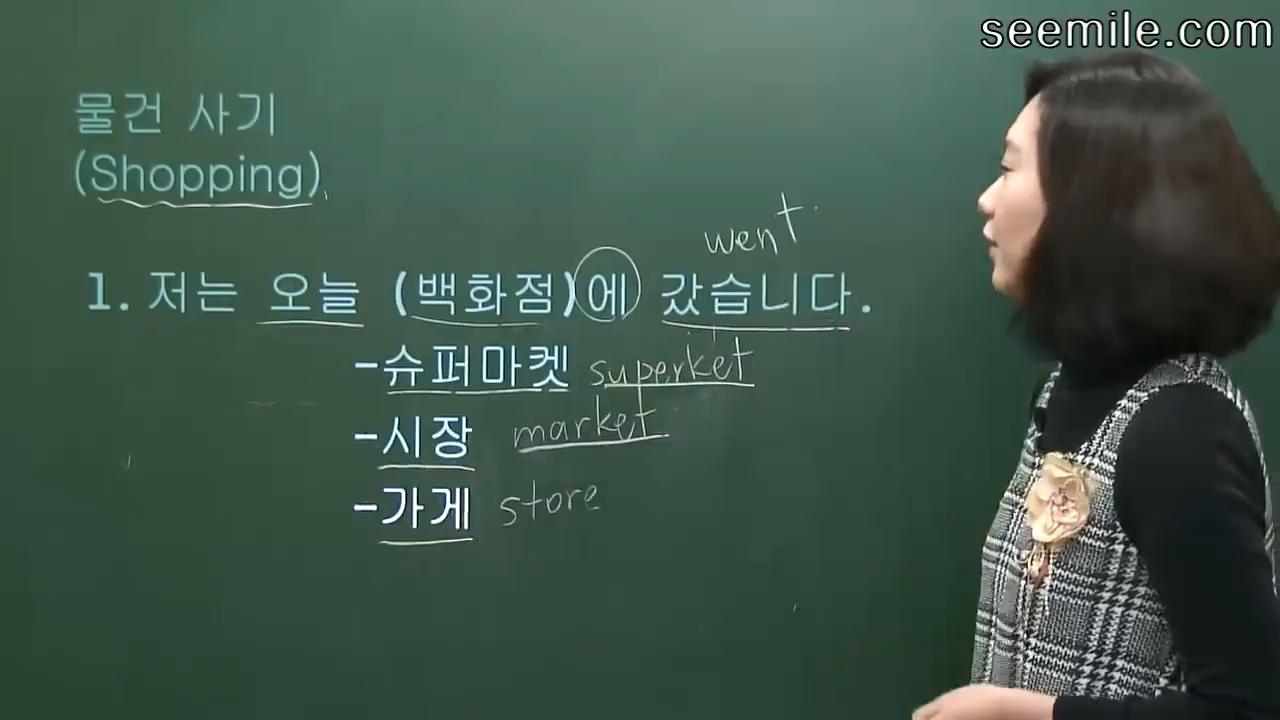 seemile.com
물건 사기
(Shopping)
went
1. 저는 오늘 (백화점)에 갔습니다.
-슈퍼마켓 superket
-시장 market
-가게 store